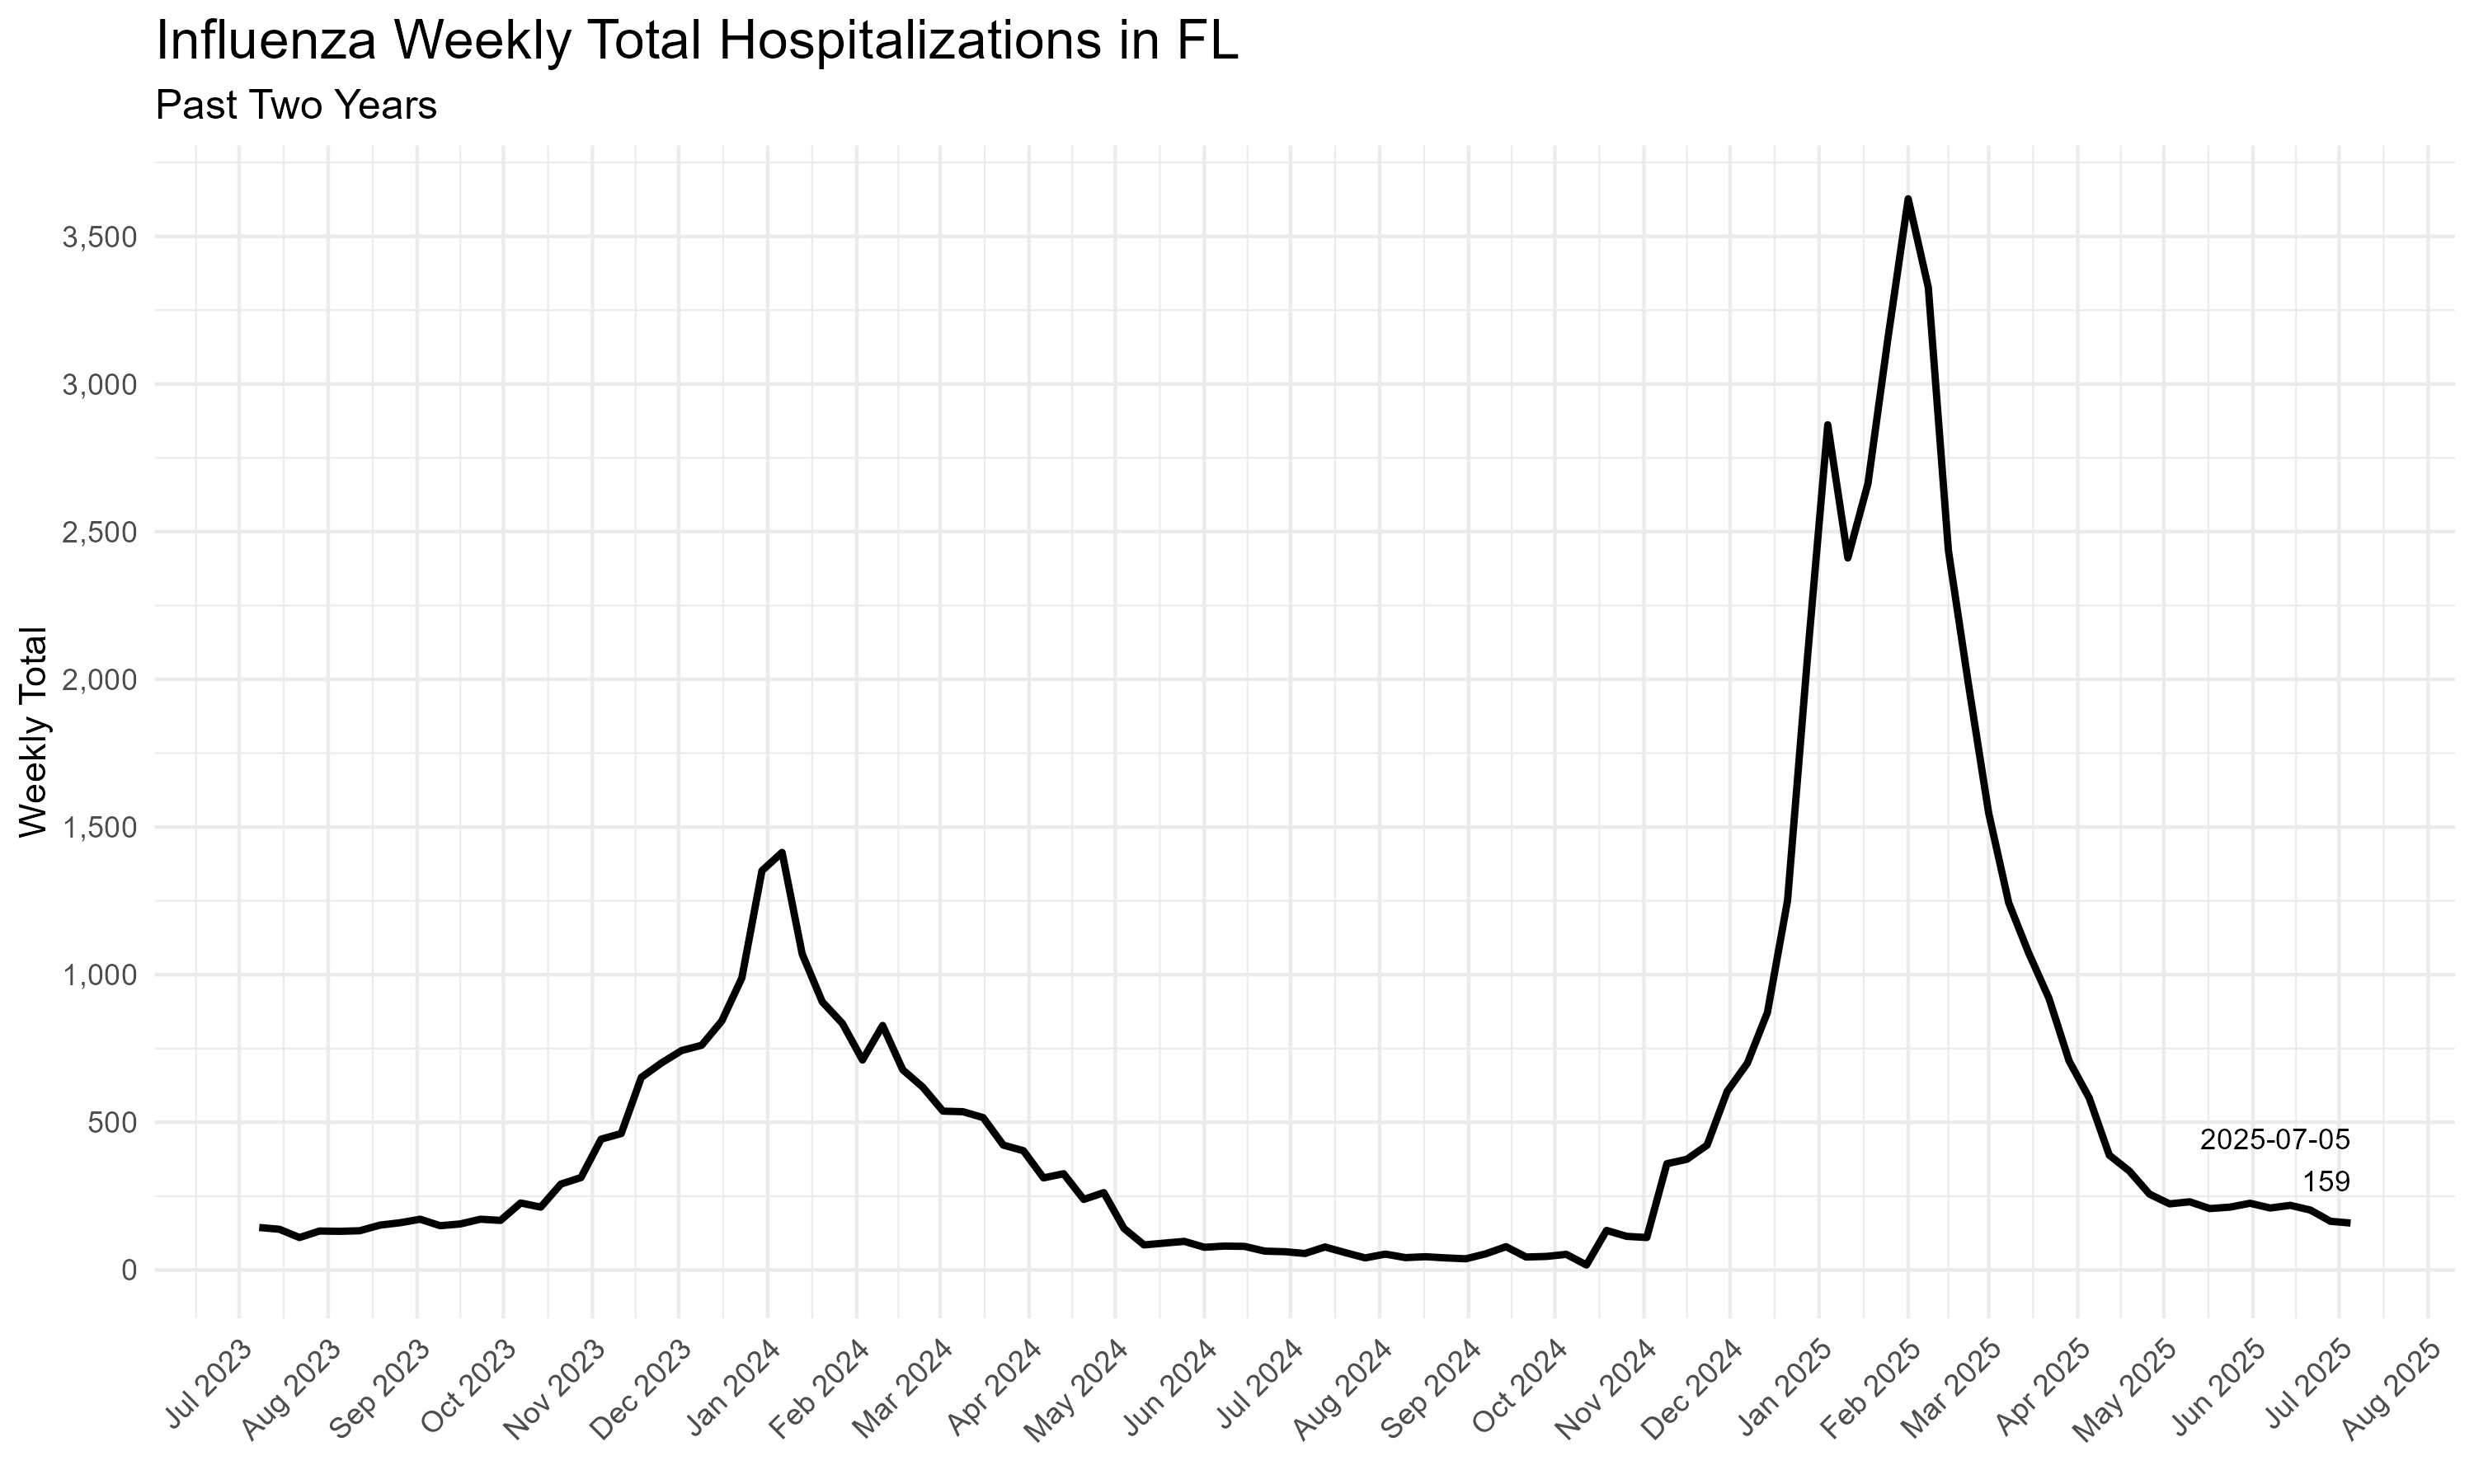 Influenza Weekly Total Hospitalizations in FL
Past Two Years
Weekly Total
3,500
3,000
2,500
2,000
1,500
1,000
500
0
2025-07-05
159
Jul 2023
Aug 2023
Sep 2023
Oct 2023
Nov 2023
Dec 2023
Jan 2024
Feb 2024
Mar 2024
Apr 2024
May 2024
Jun 2024
Jul 2024
Aug 2024
Sep 2024
Oct 2024
Nov 2024
Dec 2024
Jan 2025
Feb 2025
Mar 2025
Apr 2025
May 2025
Jun 2025
Jul 2025
Aug 2025